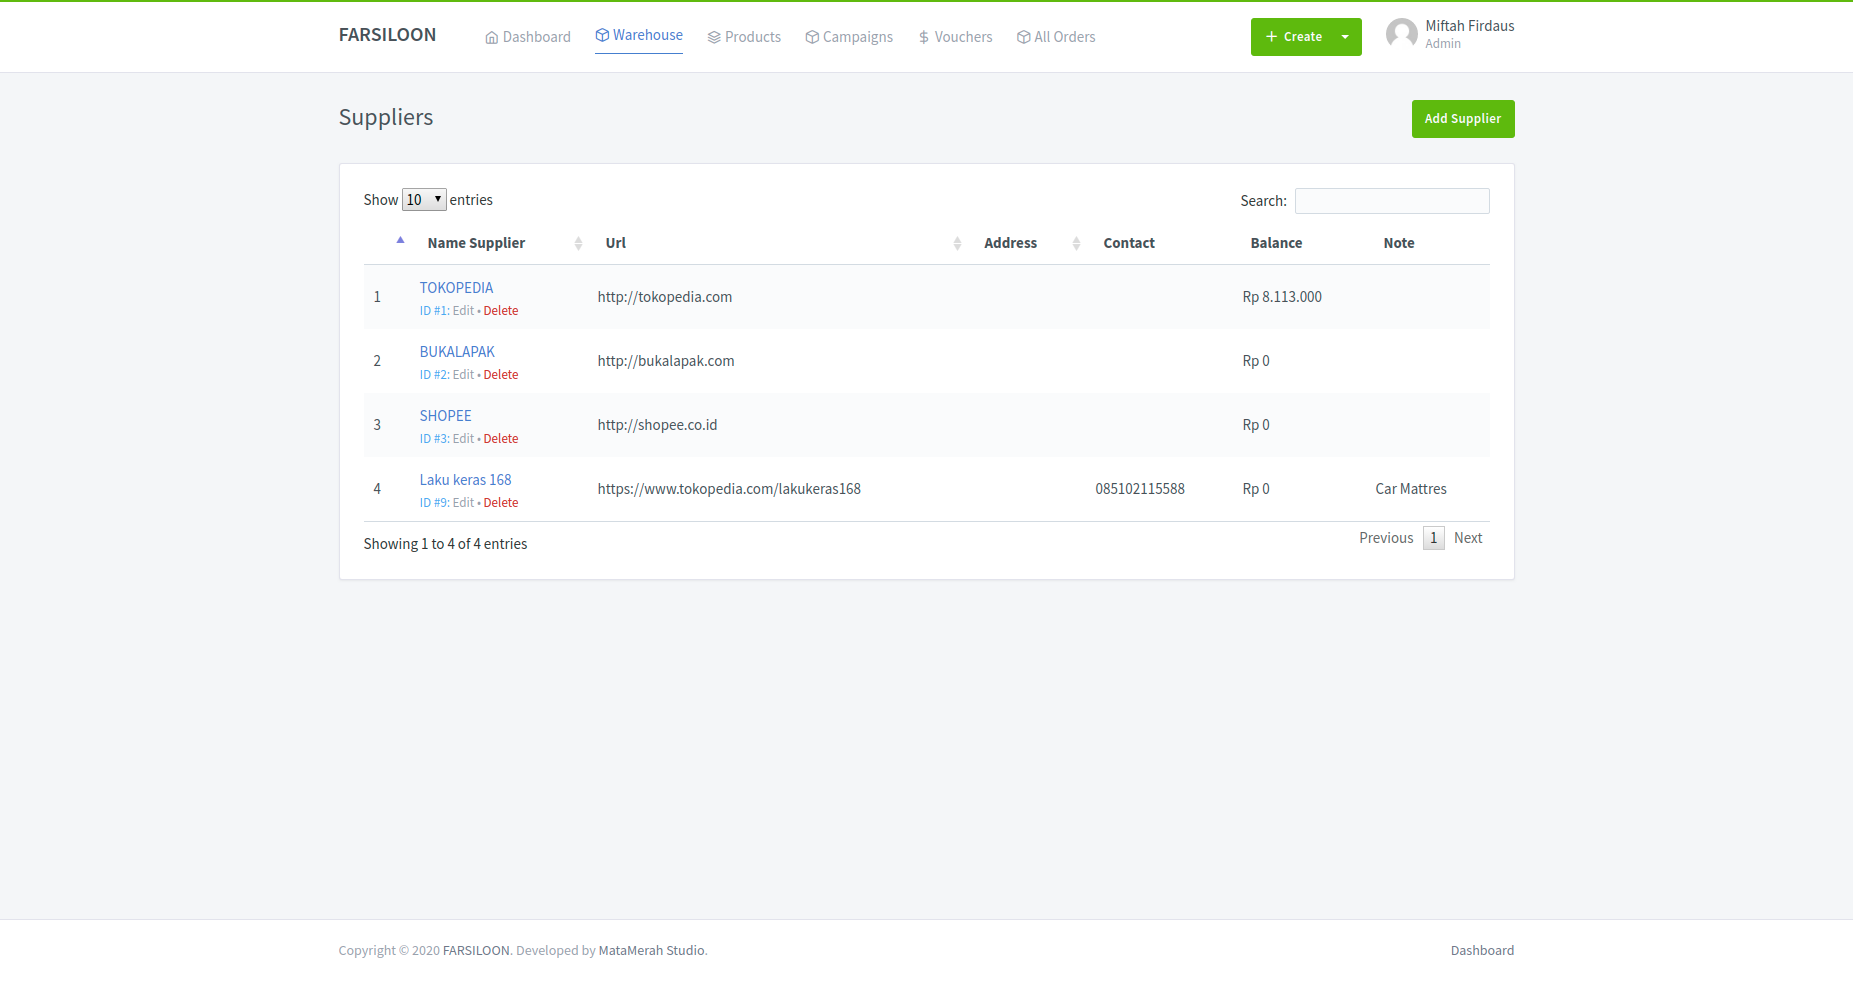 FARSILOON Dashboard Warehouse Products Campaigns Vouchers All Orders + Create Miftah Firdaus
Admin
Suppliers Add Supplier
Show 10 entries Search:
Name Supplier Url Address Contact Balance Note
1 TOKOPEDIA http://tokopedia.com Rp 8.113.000
ID #1: Edit • Delete
2 BUKALAPAK http://bukalapak.com Rp 0
ID #2: Edit • Delete
3 SHOPEE http://shopee.co.id Rp 0
ID #3: Edit • Delete
4 Laku keras 168 https://www.tokopedia.com/lakukeras168 085102115588 Rp 0 Car Mattres
ID #9: Edit • Delete
Showing 1 to 4 of 4 entries Previous 1 Next
Copyright © 2020 FARSILOON. Developed by MataMerah Studio. Dashboard